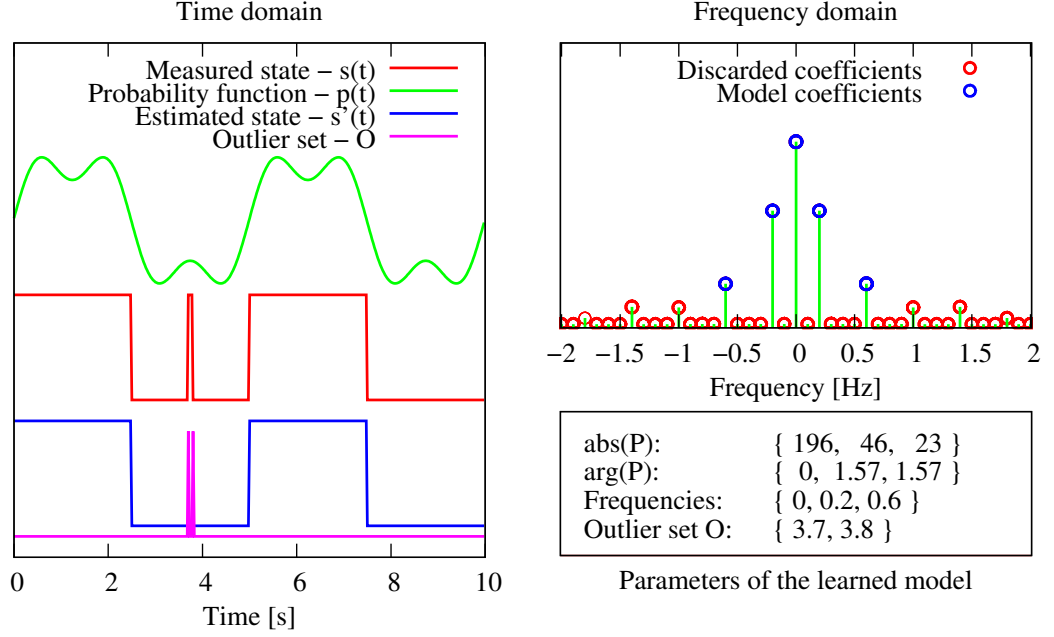 Time domain
Measured state − s(t)
Probability function − p(t)
Estimated state − s'(t)
Outlier set − O
0 2 4 6 8 10
Time [s]
Frequency domain
Discarded coefficients
Model coefficients
−2 −1.5 −1 −0.5 0 0.5 1 1.5 2
Frequency [Hz]
abs(P): { 196, 46, 23 }
arg(P): { 0, 1.57, 1.57 }
Frequencies: { 0, 0.2, 0.6 }
Outlier set O: { 3.7, 3.8 }
Parameters of the learned model